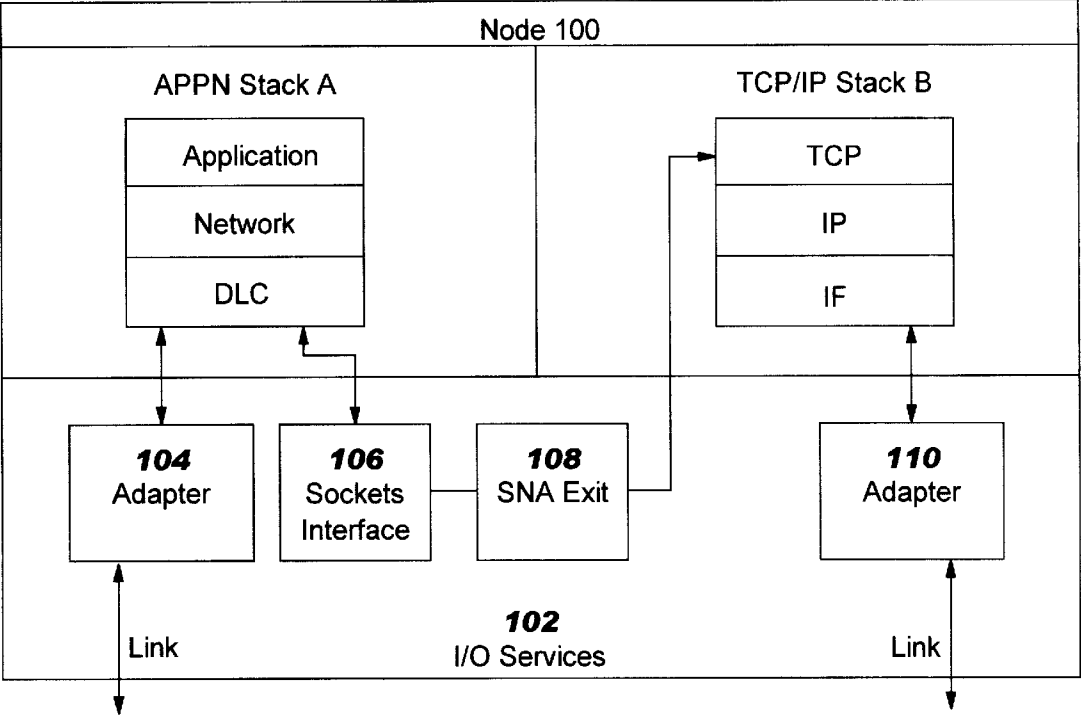 Node 100
APPN Stack A
TCP/IP Stack B
Application
Network
DLC
TCP
IP
IF
104
Adapter
106
Sockets
Interface
108
SNA Exit
110
Adapter
Link
102
I/O Services
Link